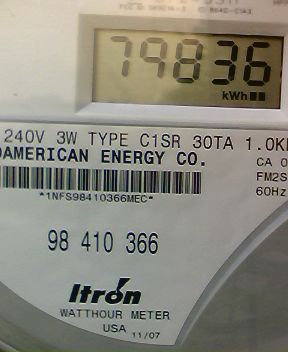 79836
kWh
240V 3W TYPE C1SR 30TA 1.0K
OAMERICAN ENERGY CO.
CA 0
FM2S
60Hz
*1NFS98410366MEC*
98 410 366
Itron
WATTHOUR METER
USA 11/07